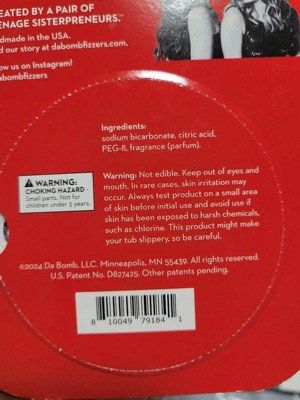 EATED BY A PAIR OF
ENAGE SISTERPRENEURS.™
dmade in the USA.
d our story at dabombfizzers.com.
ow us on Instagram!
abombfizzers
Ingredients:
sodium bicarbonate, citric acid,
PEG-8, fragrance (parfum).
WARNING:
CHOKING HAZARD -
Small parts. Not for
children under 3 years.
Warning: Not edible. Keep out of eyes and
mouth. In rare cases, skin irritation may
occur. Always test product on a small area
of skin before initial use and avoid use if
skin has been exposed to harsh chemicals,
such as chlorine. This product might make
your tub slippery, so be careful.
©2024 Da Bomb, LLC. Minneapolis, MN 55439. All rights reserved.
U.S. Patent No. D827425. Other patents pending.
8 10049 79184 1